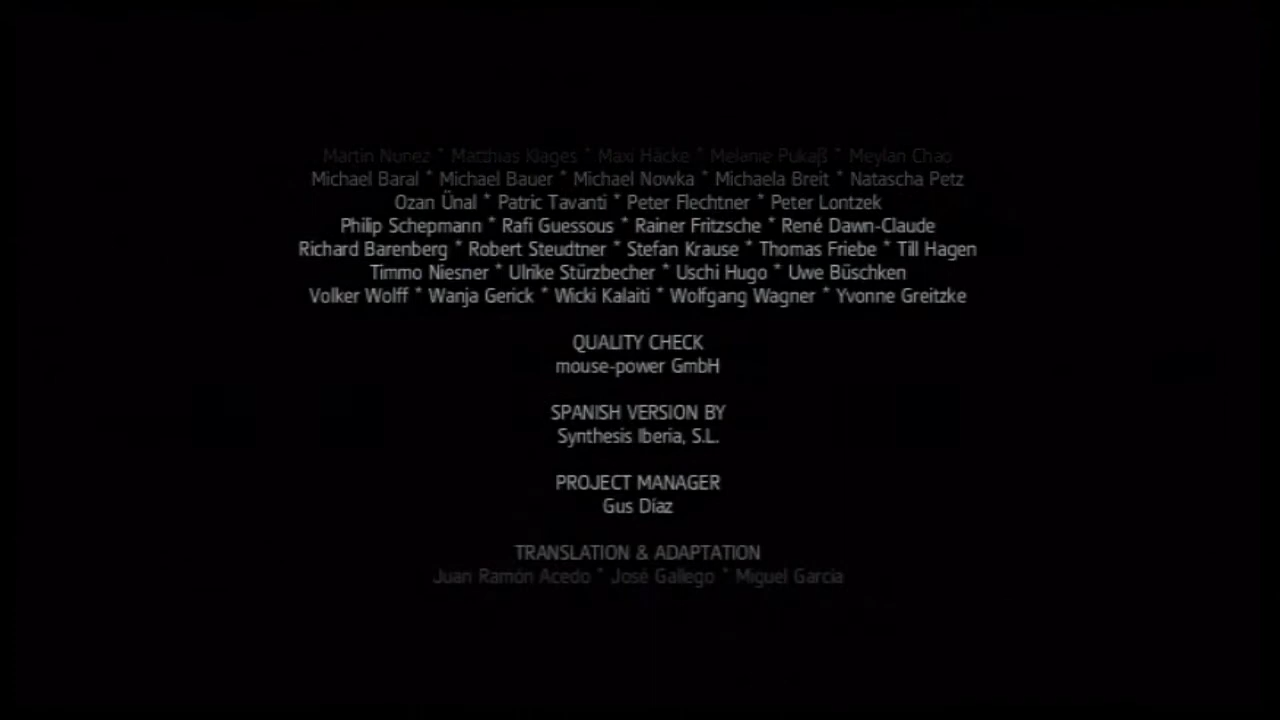 Martin Nunez * Matthias Klages * Maxi Häcke * Melanie Pukaß * Meylan Chao
Michael Baral * Michael Bauer * Michael Nowka * Michaela Breit * Natascha Petz
Ozan Ünal * Patric Tavanti * Peter Flechtner * Peter Lontzek
Philip Schepmann * Rafi Guessous * Rainer Fritzsche * René Dawn-Claude
Richard Barenberg * Robert Steudtner * Stefan Krause * Thomas Friebe * Till Hagen
Timmo Niesner * Ulrike Stürzbecher * Uschi Hugo * Uwe Büschken
Volker Wolff * Wanja Gerick * Wicki Kalaiti * Wolfgang Wagner * Yvonne Greitzke
QUALITY CHECK
mouse-power GmbH
SPANISH VERSION BY
Synthesis Iberia, S.L.
PROJECT MANAGER
Gus Díaz
TRANSLATION & ADAPTATION
Juan Ramón Acedo * José Gallego * Miguel García